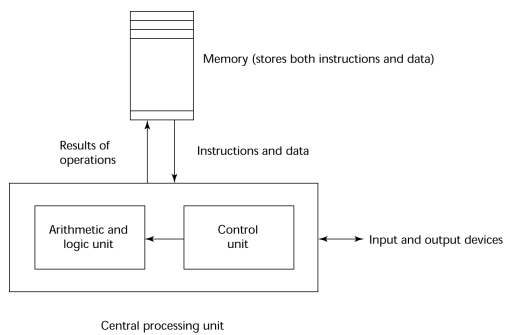 Memory (stores both instructions and data)
Results of
operations
Instructions and data
Arithmetic and
logic unit
Control
unit
Input and output devices
Central processing unit